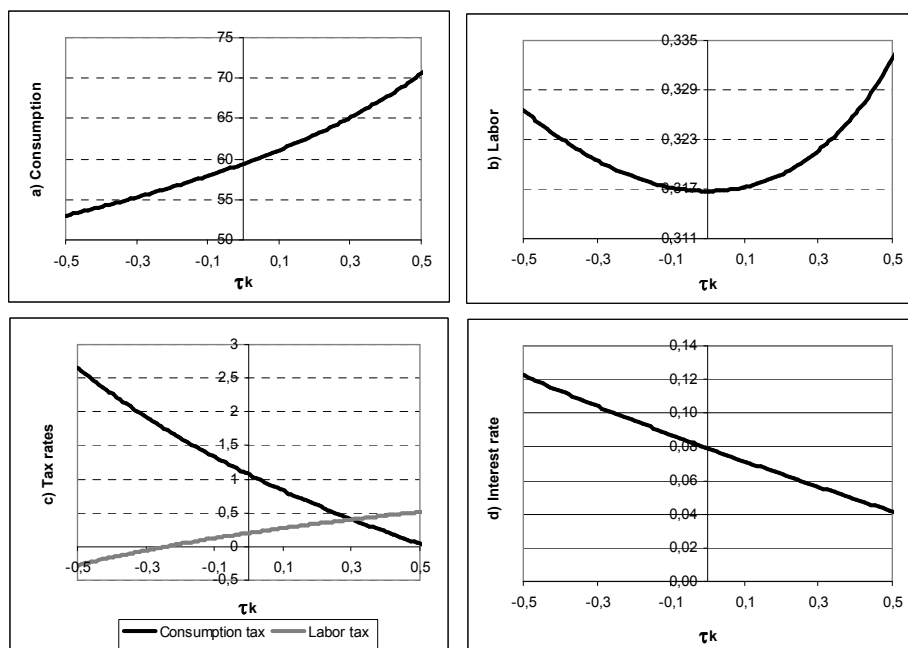 a) Consumption
75
70
65
60
55
50
-0,5 -0,3 -0,1 0,1 0,3 0,5
τk
b) Labor
0,335
0,329
0,323
0,317
0,311
-0,5 -0,3 -0,1 0,1 0,3 0,5
τk
c) Tax rates
3
2,5
2
1,5
1
0,5
0
-0,5
-0,5 -0,3 -0,1 0,1 0,3 0,5
τk
Consumption tax Labor tax
d) Interest rate
0,14
0,12
0,10
0,08
0,06
0,04
0,02
0,00
-0,5 -0,3 -0,1 0,1 0,3 0,5
τk